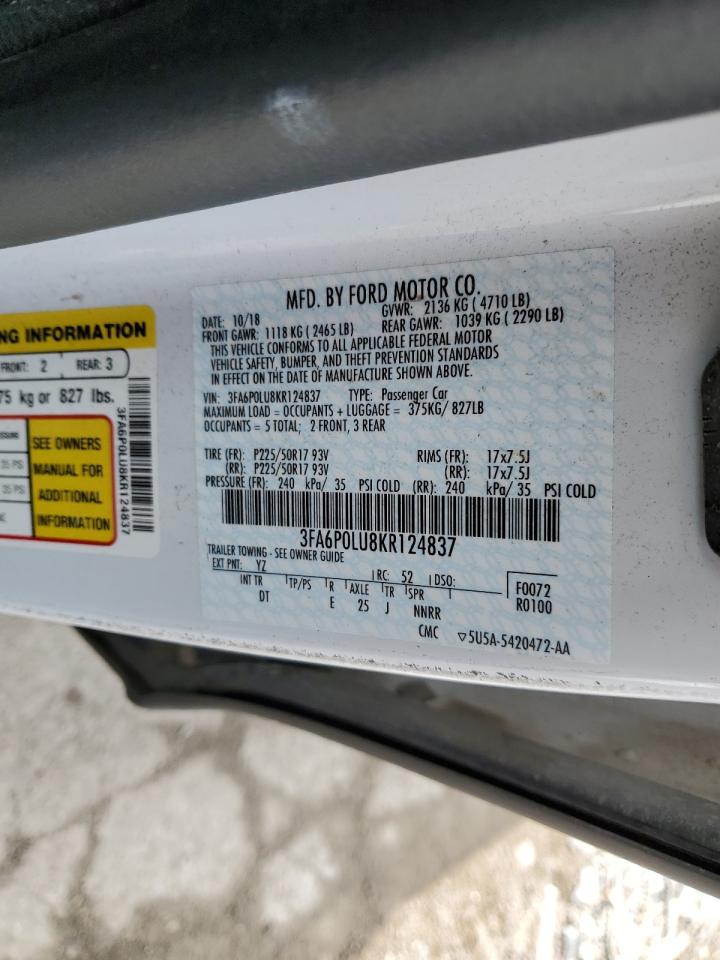 NG INFORMATION
FRONT: 2 REAR: 3
75 kg or 827 lbs.
SEE OWNERS
MANUAL FOR
ADDITIONAL
INFORMATION
35 PSI
35 PSI
3FA6P0LU8KR124837
MFD. BY FORD MOTOR CO.
DATE: 10/18 GVWR: 2136 KG ( 4710 LB)
FRONT GAWR: 1118 KG ( 2465 LB) REAR GAWR: 1039 KG ( 2290 LB)
THIS VEHICLE CONFORMS TO ALL APPLICABLE FEDERAL MOTOR
VEHICLE SAFETY, BUMPER, AND THEFT PREVENTION STANDARDS
IN EFFECT ON THE DATE OF MANUFACTURE SHOWN ABOVE.
VIN: 3FA6P0LU8KR124837 TYPE: Passenger Car
MAXIMUM LOAD = OCCUPANTS + LUGGAGE = 375KG/ 827LB
OCCUPANTS = 5 TOTAL; 2 FRONT, 3 REAR
TIRE (FR): P225/50R17 93V RIMS (FR): 17x7.5J
(RR): P225/50R17 93V (RR): 17x7.5J
PRESSURE (FR): 240 kPa/ 35 PSI COLD (RR): 240 kPa/ 35 PSI COLD
3FA6P0LU8KR124837
TRAILER TOWING - SEE OWNER GUIDE
EXT PNT: YZ RC: 52 DSO:
INT TR TP/PS R AXLE TR SPR F0072
DT E 25 J NNRR R0100
CMC ▽5U5A-5420472-AA